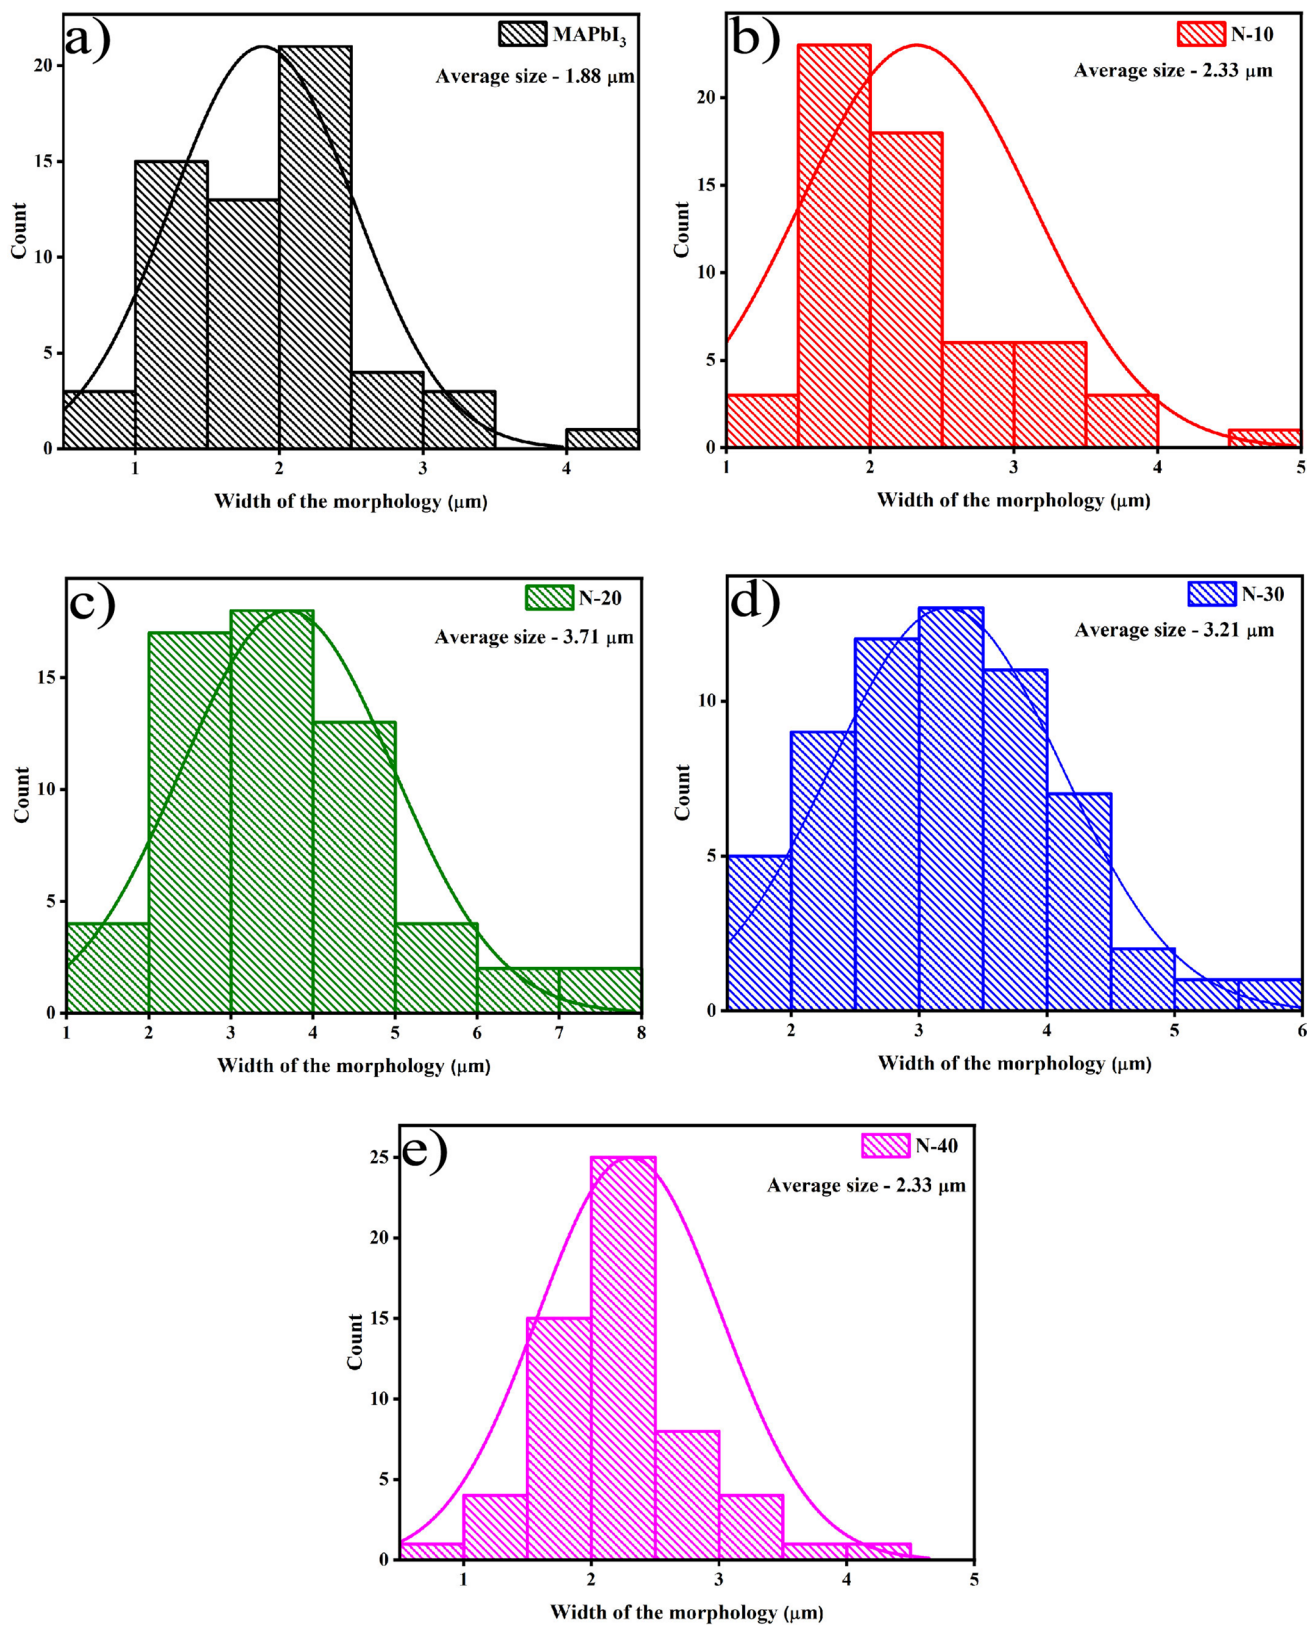 a)
MAPbI3
Average size - 1.88 μm
20
15
10
5
0
Count
1 2 3 4
Width of the morphology (μm)
b)
N-10
Average size - 2.33 μm
20
15
10
5
0
Count
1 2 3 4 5
Width of the morphology (μm)
c)
N-20
Average size - 3.71 μm
15
10
5
0
Count
1 2 3 4 5 6 7 8
Width of the morphology (μm)
d)
N-30
Average size - 3.21 μm
10
5
0
Count
2 3 4 5 6
Width of the morphology (μm)
e)
N-40
Average size - 2.33 μm
25
20
15
10
5
0
Count
1 2 3 4 5
Width of the morphology (μm)